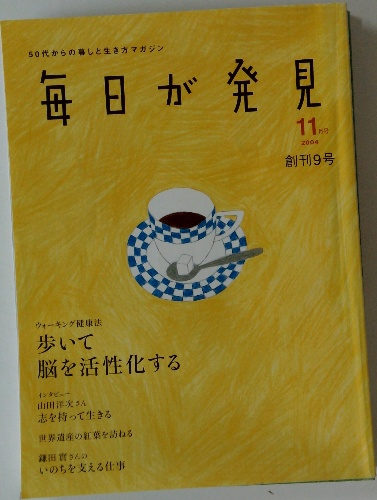 50代からの暮しと生き方マガジン
毎日が発見
11月号
2004
創刊9号
ウォーキング健康法
歩いて
脳を活性化する
インタビュー
山田洋次さん
志を持って生きる
世界遺産の紅葉を訪ねる
鎌田實さんの
いのちを支える仕事